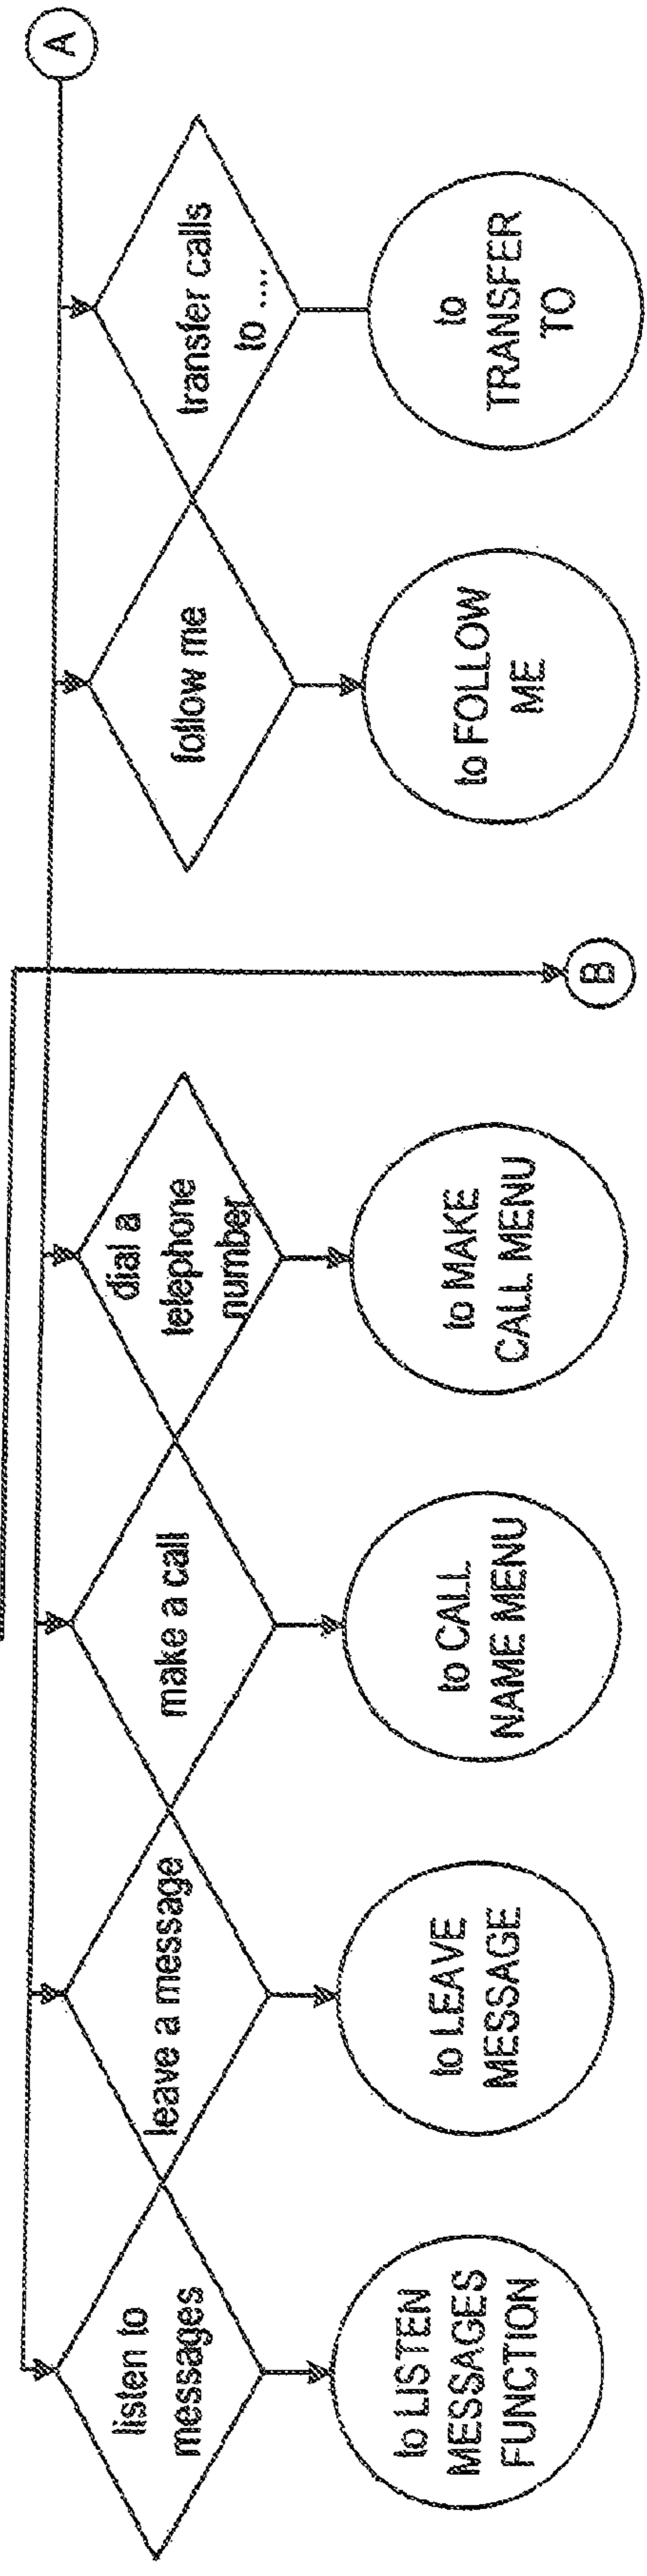 listen to
messages
leave a message
make a call
dial a
telephone
number
follow me
transfer calls
to ....
A
to LISTEN
MESSAGES
FUNCTION
to LEAVE
MESSAGE
to CALL
NAME MENU
to MAKE
CALL MENU
B
to FOLLOW
ME
to
TRANSFER
TO